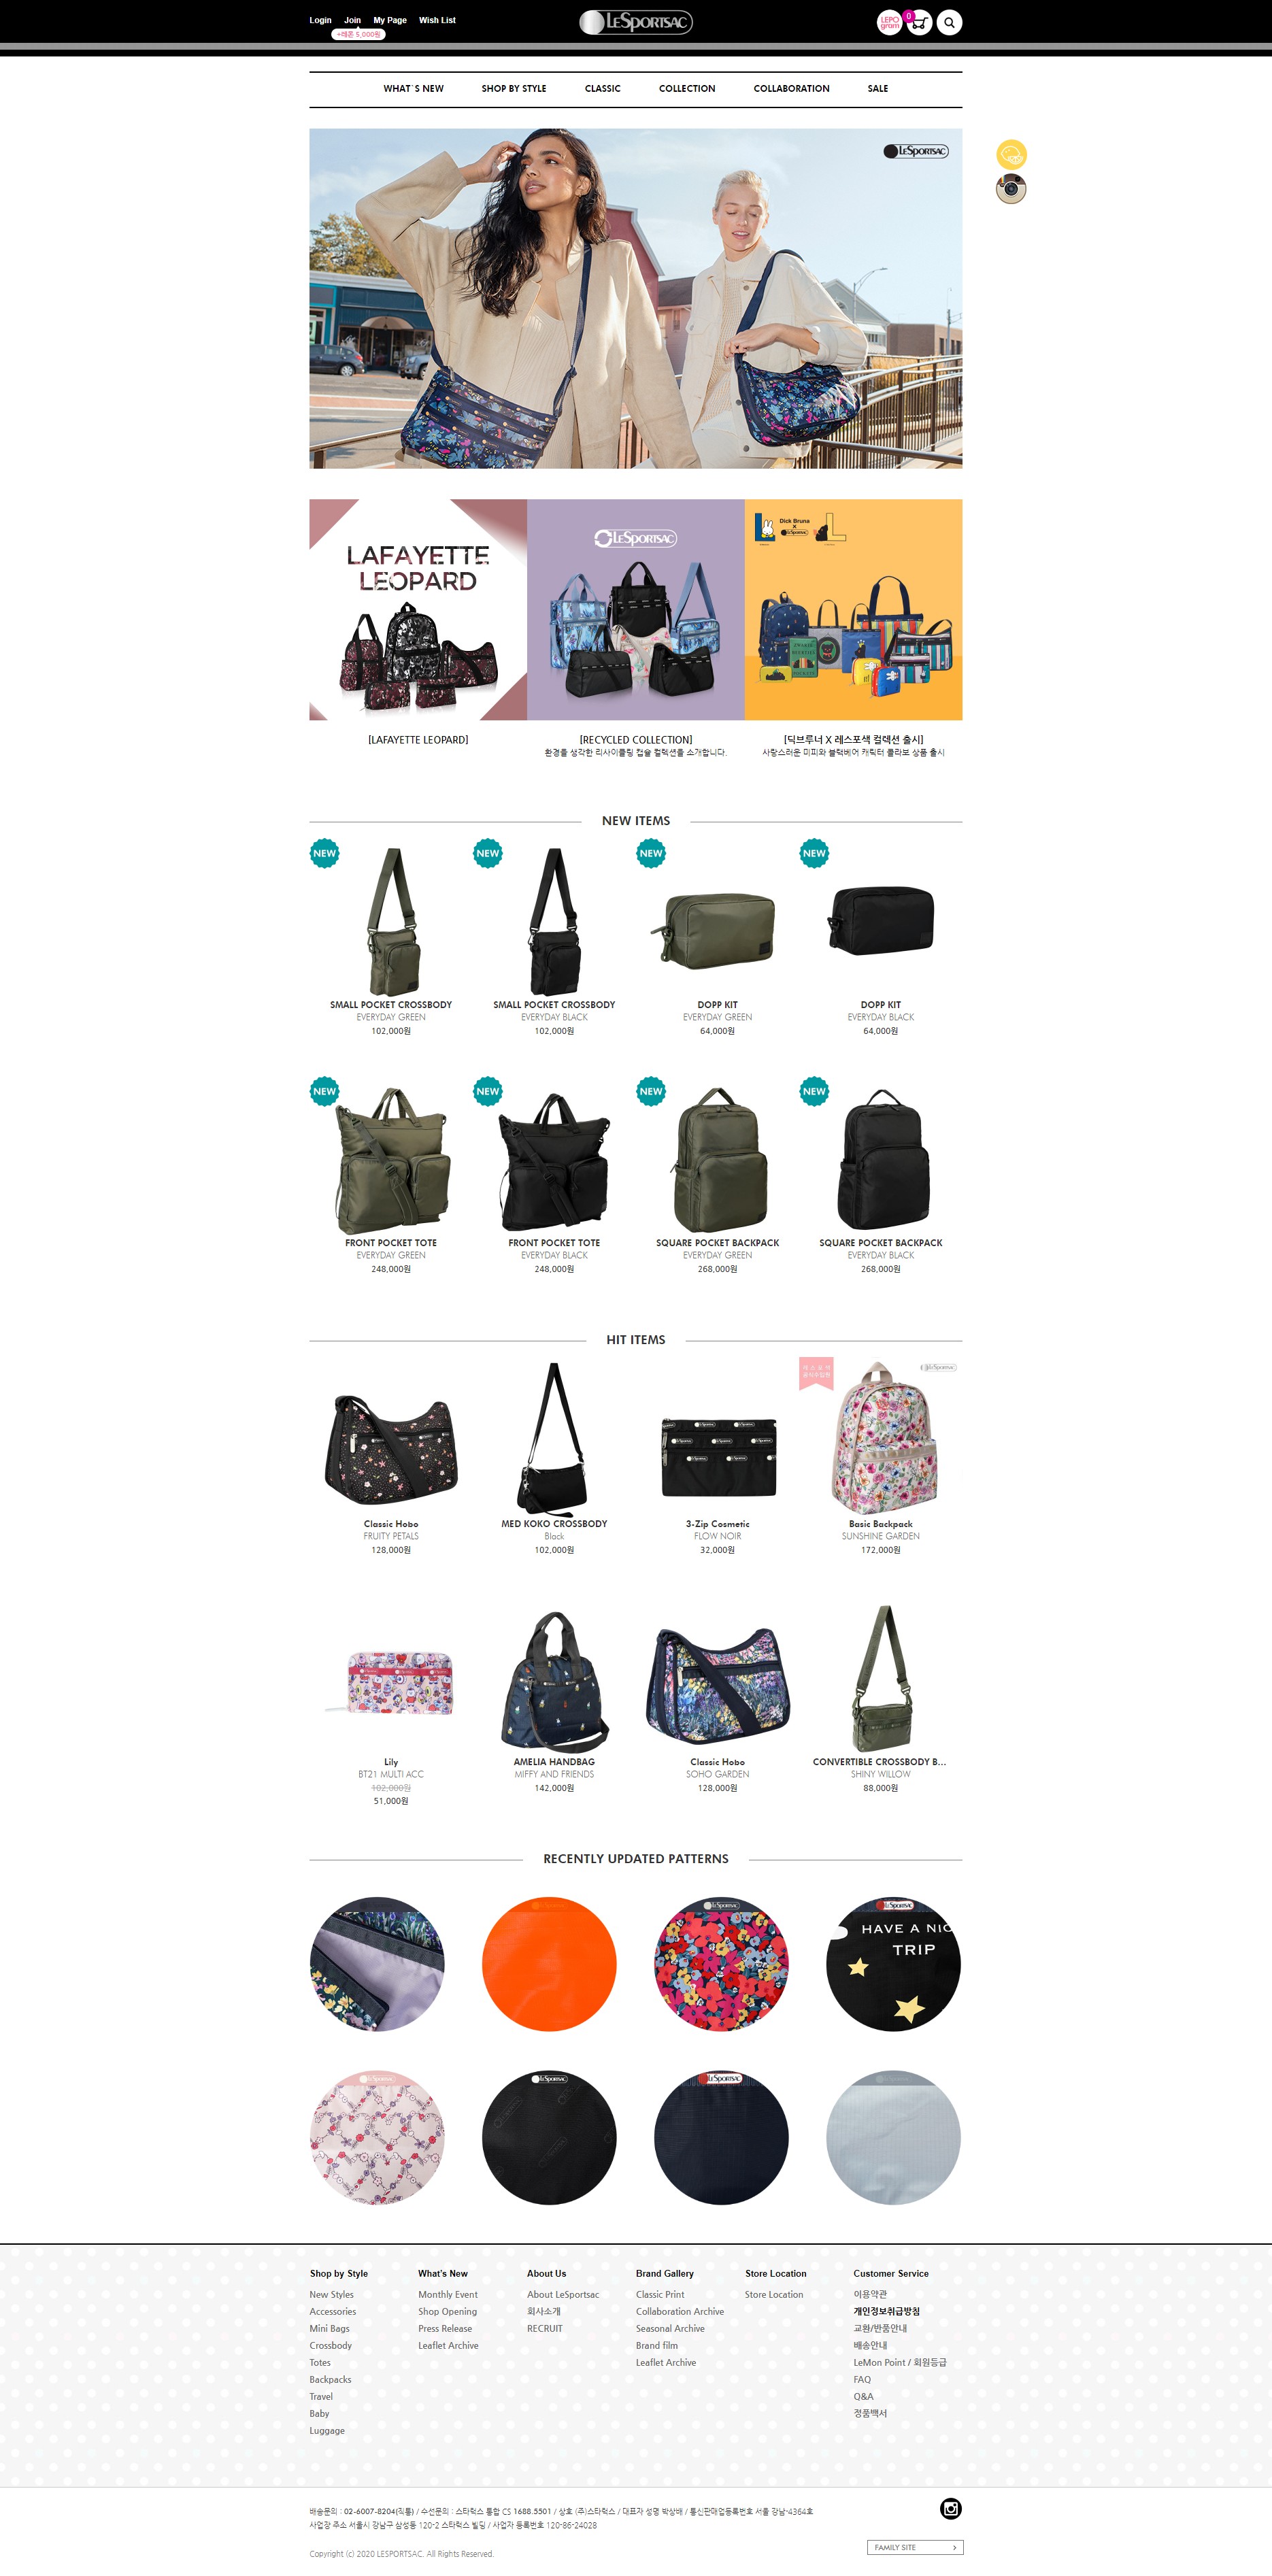 Login Join My Page Wish List
+레몬 5,000원
LESPORTSAC
LEPO gram
0
WHAT`S NEW SHOP BY STYLE CLASSIC COLLECTION COLLABORATION SALE
LESPORTSAC
LAFAYETTE
LEOPARD
LESPORTSAC
Dick Bruna
X
LESPORTSAC
[LAFAYETTE LEOPARD]
[RECYCLED COLLECTION]
환경을 생각한 리사이클링 캡슐 컬렉션을 소개합니다.
[딕브루너 X 레스포색 컬렉션 출시]
사랑스러운 미피와 블랙베어 캐릭터 콜라보 상품 출시
NEW ITEMS
NEW NEW NEW NEW
SMALL POCKET CROSSBODY SMALL POCKET CROSSBODY DOPP KIT DOPP KIT
EVERYDAY GREEN EVERYDAY BLACK EVERYDAY GREEN EVERYDAY BLACK
102,000원 102,000원 64,000원 64,000원
NEW NEW NEW NEW
FRONT POCKET TOTE FRONT POCKET TOTE SQUARE POCKET BACKPACK SQUARE POCKET BACKPACK
EVERYDAY GREEN EVERYDAY BLACK EVERYDAY GREEN EVERYDAY BLACK
248,000원 248,000원 268,000원 268,000원
HIT ITEMS
LESPORTSAC
Classic Hobo MED KOKO CROSSBODY 3-Zip Cosmetic Basic Backpack
FRUITY PETALS Black FLOW NOIR SUNSHINE GARDEN
128,000원 102,000원 32,000원 172,000원
Lily AMELIA HANDBAG Classic Hobo CONVERTIBLE CROSSBODY B...
BT21 MULTI ACC MIFFY AND FRIENDS SOHO GARDEN SHINY WILLOW
102,000원 142,000원 128,000원 88,000원
51,000원
RECENTLY UPDATED PATTERNS
LESPORTSAC
HAVE A NIC
TRIP
LESPORTSAC LESPORTSAC LESPORTSAC LESPORTSAC
Shop by Style What's New About Us Brand Gallery Store Location Customer Service
New Styles Monthly Event About LeSportsac Classic Print Store Location 이용약관
Accessories Shop Opening 회사소개 Collaboration Archive 개인정보취급방침
Mini Bags Press Release RECRUIT Seasonal Archive 교환/반품안내
Crossbody Leaflet Archive Brand film 배송안내
Totes Leaflet Archive LeMon Point / 회원등급
Backpacks FAQ
Travel Q&A
Baby 정품백서
Luggage
배송문의 : 02-6007-8204(직통) / 수선문의 : 스타럭스 통합 CS 1688.5501 / 상호 (주)스타럭스 / 대표자 성명 박상배 / 통신판매업등록번호 서울 강남-4364호
사업장 주소 서울시 강남구 삼성동 120-2 스타럭스 빌딩 / 사업자 등록번호 120-86-24028
Copyright (c) 2020 LESPORTSAC. All Rights Reserved.
FAMILY SITE